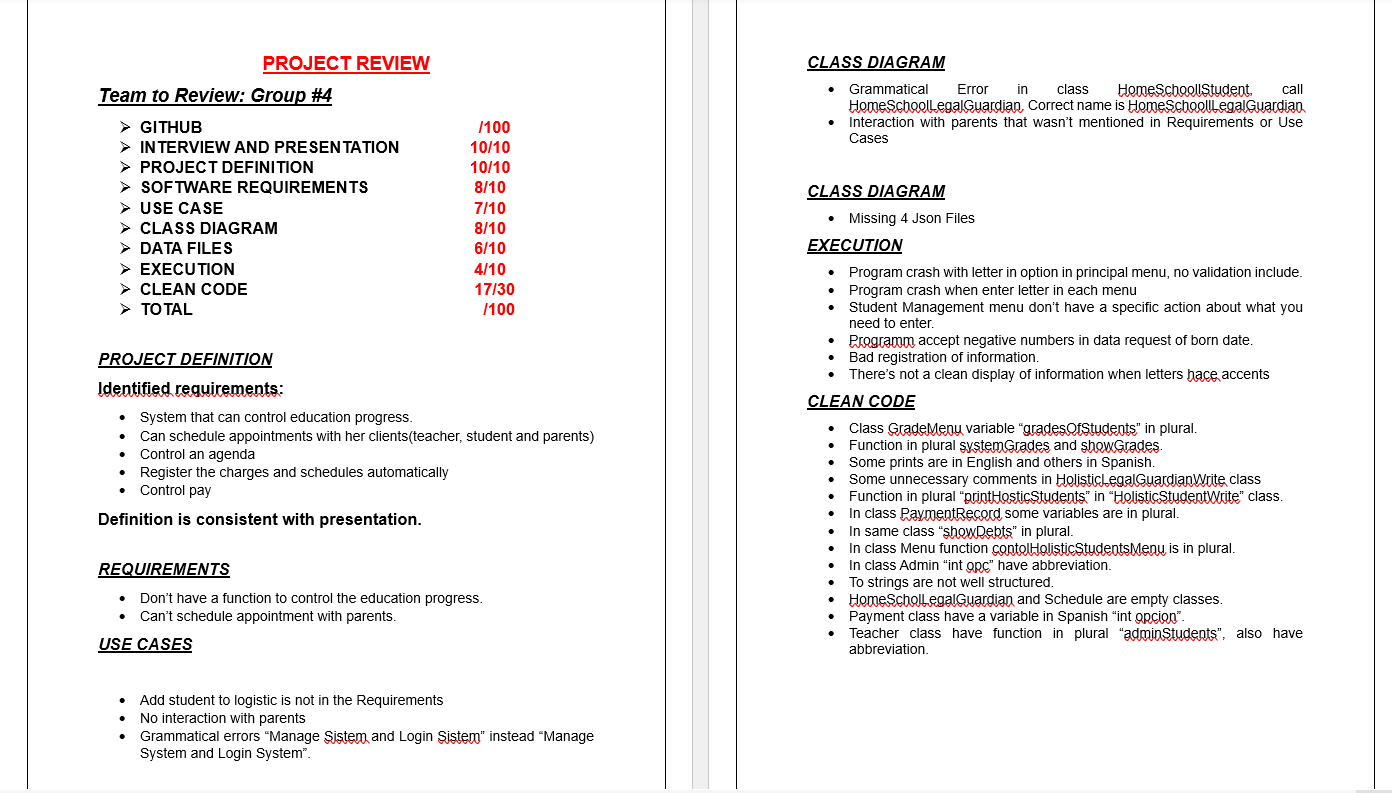 PROJECT REVIEW
Team to Review: Group #4
➢ GITHUB /100
➢ INTERVIEW AND PRESENTATION 10/10
➢ PROJECT DEFINITION 10/10
➢ SOFTWARE REQUIREMENTS 8/10
➢ USE CASE 7/10
➢ CLASS DIAGRAM 8/10
➢ DATA FILES 6/10
➢ EXECUTION 4/10
➢ CLEAN CODE 17/30
➢ TOTAL /100
PROJECT DEFINITION
Identified requirements:
• System that can control education progress.
• Can schedule appointments with her clients(teacher, student and parents)
• Control an agenda
• Register the charges and schedules automatically
• Control pay
Definition is consistent with presentation.
REQUIREMENTS
• Don't have a function to control the education progress.
• Can't schedule appointment with parents.
USE CASES
• Add student to logistic is not in the Requirements
• No interaction with parents
• Grammatical errors “Manage Sistem and Login Sistem” instead “Manage
System and Login System”.
CLASS DIAGRAM
• Grammatical Error in class HomeSchoollStudent, call
HomeSchoolLegalGuardian, Correct name is HomeSchoollLegalGuardian
• Interaction with parents that wasn't mentioned in Requirements or Use
Cases
CLASS DIAGRAM
• Missing 4 Json Files
EXECUTION
• Program crash with letter in option in principal menu, no validation include.
• Program crash when enter letter in each menu
• Student Management menu don't have a specific action about what you
need to enter.
• Programm accept negative numbers in data request of born date.
• Bad registration of information.
• There's not a clean display of information when letters hace accents
CLEAN CODE
• Class GradeMenu variable “gradesOfStudents” in plural.
• Function in plural systemGrades and showGrades.
• Some prints are in English and others in Spanish.
• Some unnecessary comments in HolisticLegalGuardianWrite class
• Function in plural “printHosticStudents” in “HolisticStudentWrite” class.
• In class PaymentRecord some variables are in plural.
• In same class “showDebts” in plural.
• In class Menu function contolHolisticStudentsMenu is in plural.
• In class Admin “int opc” have abbreviation.
• To strings are not well structured.
• HomeScholLegalGuardian and Schedule are empty classes.
• Payment class have a variable in Spanish “int opcion”.
• Teacher class have function in plural “adminStudents”, also have
abbreviation.